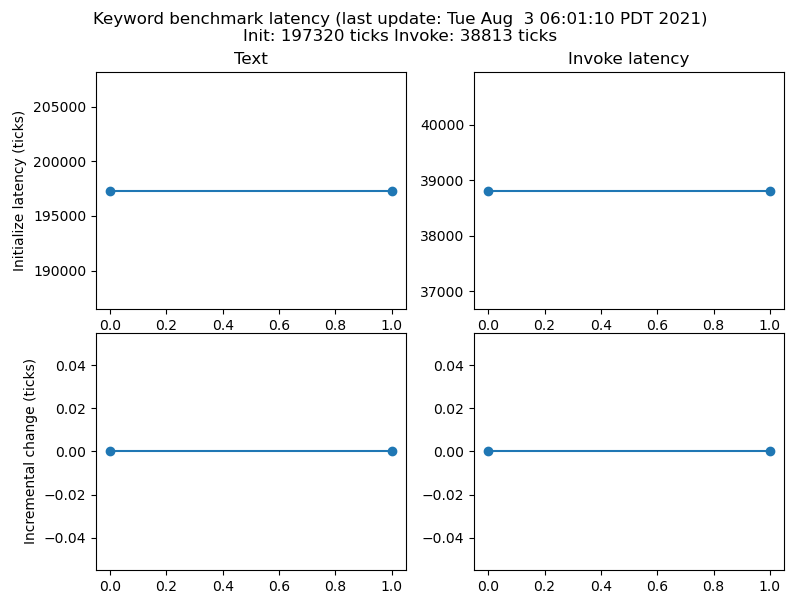 Keyword benchmark latency (last update: Tue Aug  3 06:01:10 PDT 2021)
Init: 197320 ticks Invoke: 38813 ticks
Text
Invoke latency
Initialize latency (ticks)
205000
200000
195000
190000
0.0 0.2 0.4 0.6 0.8 1.0
40000
39000
38000
37000
0.0 0.2 0.4 0.6 0.8 1.0
Incremental change (ticks)
0.04
0.02
0.00
−0.02
−0.04
0.0 0.2 0.4 0.6 0.8 1.0
0.04
0.02
0.00
−0.02
−0.04
0.0 0.2 0.4 0.6 0.8 1.0